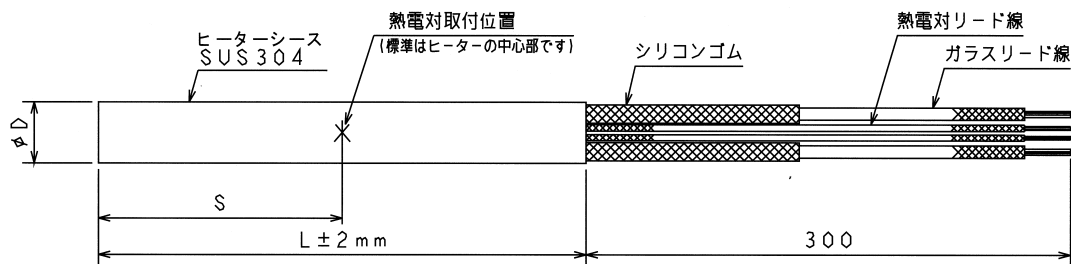 熱電対取付位置
(標準はヒーターの中心部です)
ヒーターシース
SUS304
シリコンゴム
熱電対リード線
ガラスリード線
φD
S
L±2mm
300